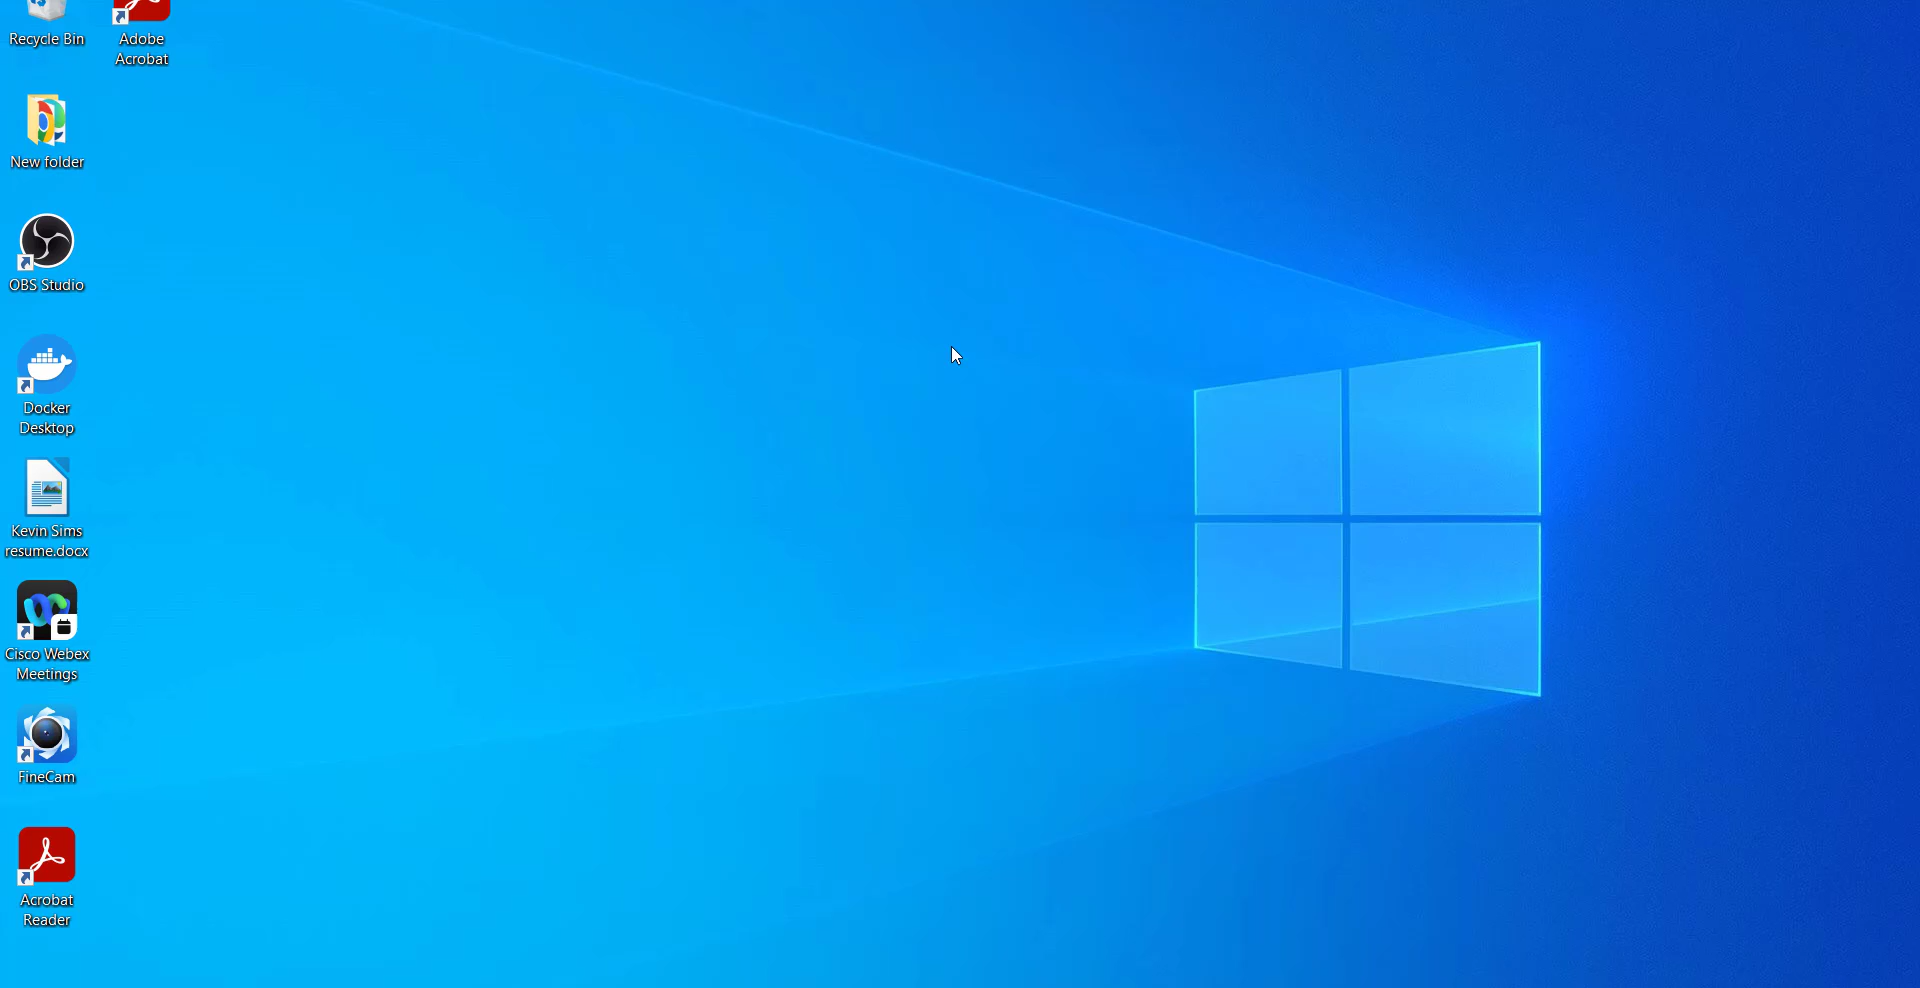 Recycle Bin
Adobe
Acrobat
New folder
OBS Studio
Docker
Desktop
Kevin Sims
resume.docx
Cisco Webex
Meetings
FineCam
Acrobat
Reader